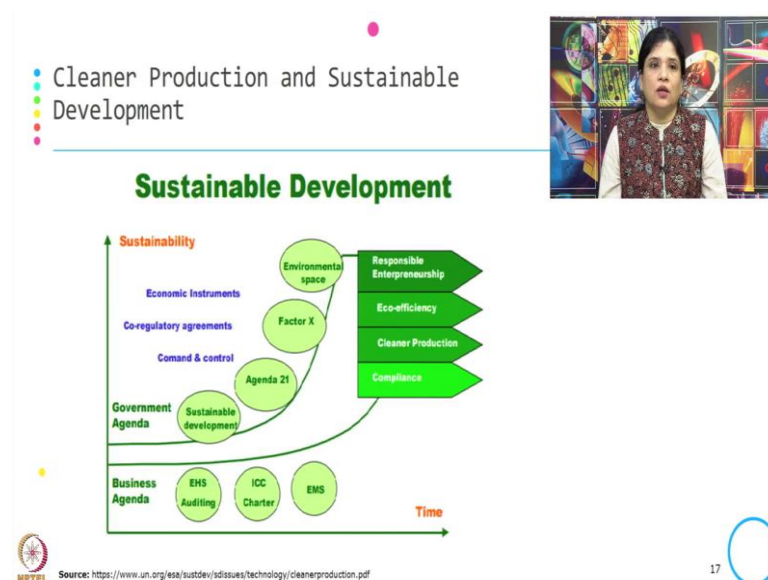 Cleaner Production and Sustainable
Development
Sustainable Development
Sustainability
Environmental
space
Responsible
Enterpreneurship
Economic Instruments
Eco-efficiency
Factor X
Co-regulatory agreements
Cleaner Production
Comand & control
Agenda 21
Compliance
Government
Agenda
Sustainable
development
Business
Agenda
EHS
Auditing
ICC
Charter
EMS
Time
NPTEL
Source: https://www.un.org/esa/sustdev/sdissues/technology/cleanerproduction.pdf
17